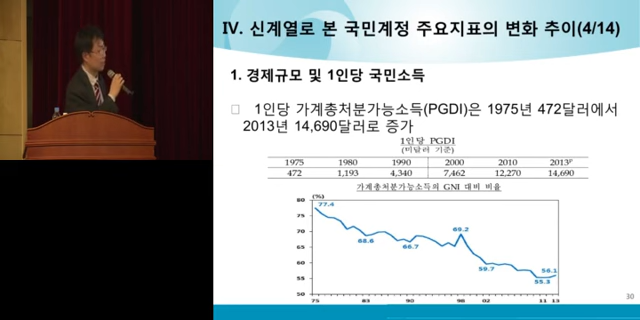 IV. 신계열로 본 국민계정 주요지표의 변화 추이(4/14)
1. 경제규모 및 1인당 국민소득
□ 1인당 가계총처분가능소득(PGDI)은 1975년 472달러에서
2013년 14,690달러로 증가
1인당 PGDI
(미달러 기준)
1975 1980 1990 2000 2010 2013ᵖ
472 1,193 4,340 7,462 12,270 14,690
가계총처분가능소득의 GNI 대비 비율
(%)
80
75
70
65
60
55
50
77.4
68.6
66.7
69.2
59.7
55.3
56.1
75 83 90 98 02 11 13
30